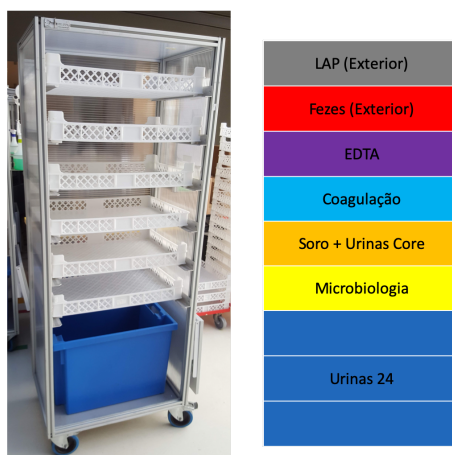 LAP (Exterior)
Fezes (Exterior)
EDTA
Coagulação
Soro + Urinas Core
Microbiologia
Urinas 24